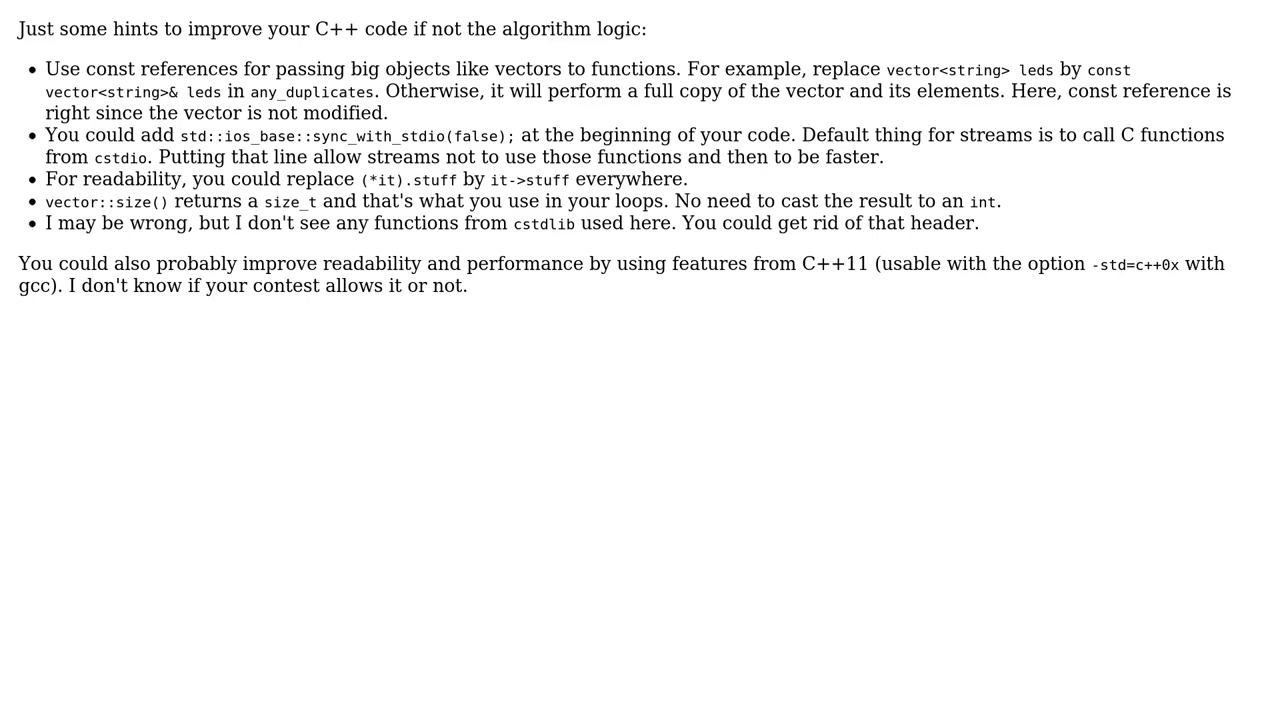 Just some hints to improve your C++ code if not the algorithm logic:
• Use const references for passing big objects like vectors to functions. For example, replace vector<string> leds by const
vector<string>& leds in any_duplicates. Otherwise, it will perform a full copy of the vector and its elements. Here, const reference is
right since the vector is not modified.
• You could add std::ios_base::sync_with_stdio(false); at the beginning of your code. Default thing for streams is to call C functions
from cstdio. Putting that line allow streams not to use those functions and then to be faster.
• For readability, you could replace (*it).stuff by it->stuff everywhere.
• vector::size() returns a size_t and that's what you use in your loops. No need to cast the result to an int.
• I may be wrong, but I don't see any functions from cstdlib used here. You could get rid of that header.
You could also probably improve readability and performance by using features from C++11 (usable with the option -std=c++0x with
gcc). I don't know if your contest allows it or not.